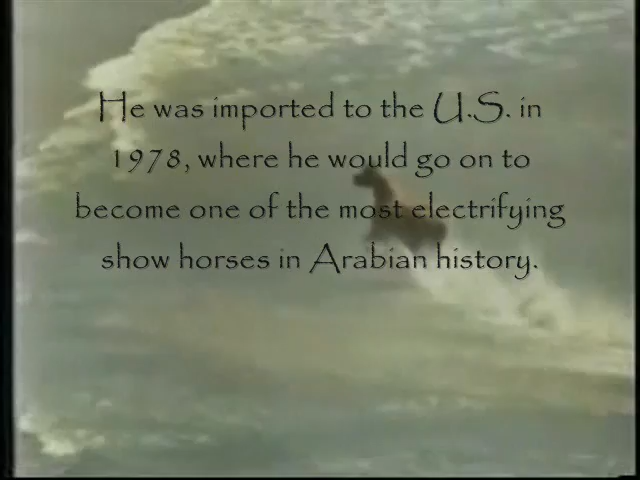 He was imported to the U.S. in
1978, where he would go on to
become one of the most electrifying
show horses in Arabian history.